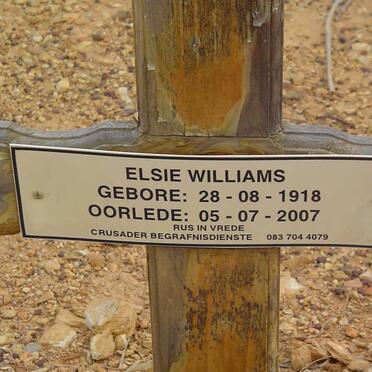 ELSIE WILLIAMS
GEBORE: 28 - 08 - 1918
OORLEDE: 05 - 07 - 2007
RUS IN VREDE
CRUSADER BEGRAFNISDIENSTE 083 704 4079